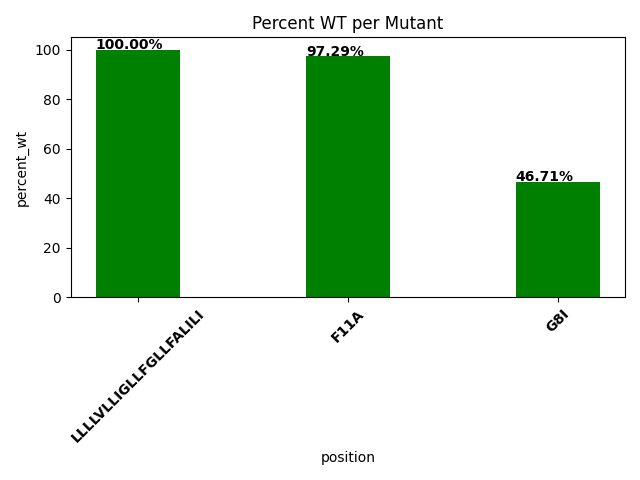 Percent WT per Mutant
percent_wt
100
80
60
40
20
0
100.00%
97.29%
46.71%
LLLLVLLIGLLFGLLFALILI
F11A
G8I
position